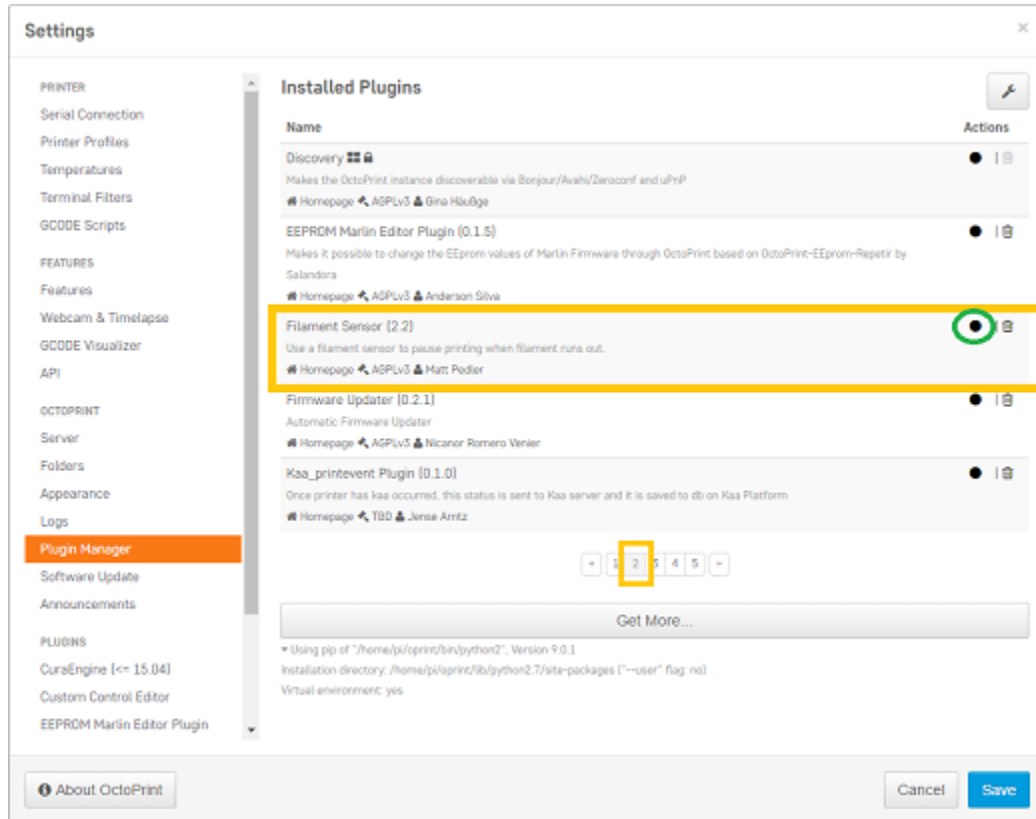 Settings
×
PRINTER
Serial Connection
Printer Profiles
Temperatures
Terminal Filters
GCODE Scripts
FEATURES
Features
Webcam & Timelapse
GCODE Visualizer
API
OCTOPRINT
Server
Folders
Appearance
Logs
Plugin Manager
Software Update
Announcements
PLUGINS
CuraEngine (<= 15.04)
Custom Control Editor
EEPROM Marlin Editor Plugin
Installed Plugins
Name Actions
Discovery
Makes the OctoPrint instance discoverable via Bonjour/Avahi/Zeroconf and uPnP
Homepage AGPLv3 Gina Häußge
EEPROM Marlin Editor Plugin (0.1.5)
Makes it possible to change the EEprom values of Marlin Firmware through OctoPrint based on OctoPrint-EEprom-Repetir by
Salandora
Homepage AGPLv3 Anderson Silva
Filament Sensor (2.2)
Use a filament sensor to pause printing when filament runs out.
Homepage AGPLv3 Matt Pedler
Firmware Updater (0.2.1)
Automatic Firmware Updater
Homepage AGPLv3 Nicanor Romero Venier
Kaa_printevent Plugin (0.1.0)
Once printer has kaa occurred, this status is sent to Kaa server and it is saved to db on Kaa Platform
Homepage TBD Jense Arntz
« 1 2 3 4 5 »
Get More...
Using pip of "/home/pi/oprint/bin/python2", Version 9.0.1
Installation directory: /home/pi/oprint/lib/python2.7/site-packages ("--user" flag: no)
Virtual environment: yes
About OctoPrint
Cancel
Save